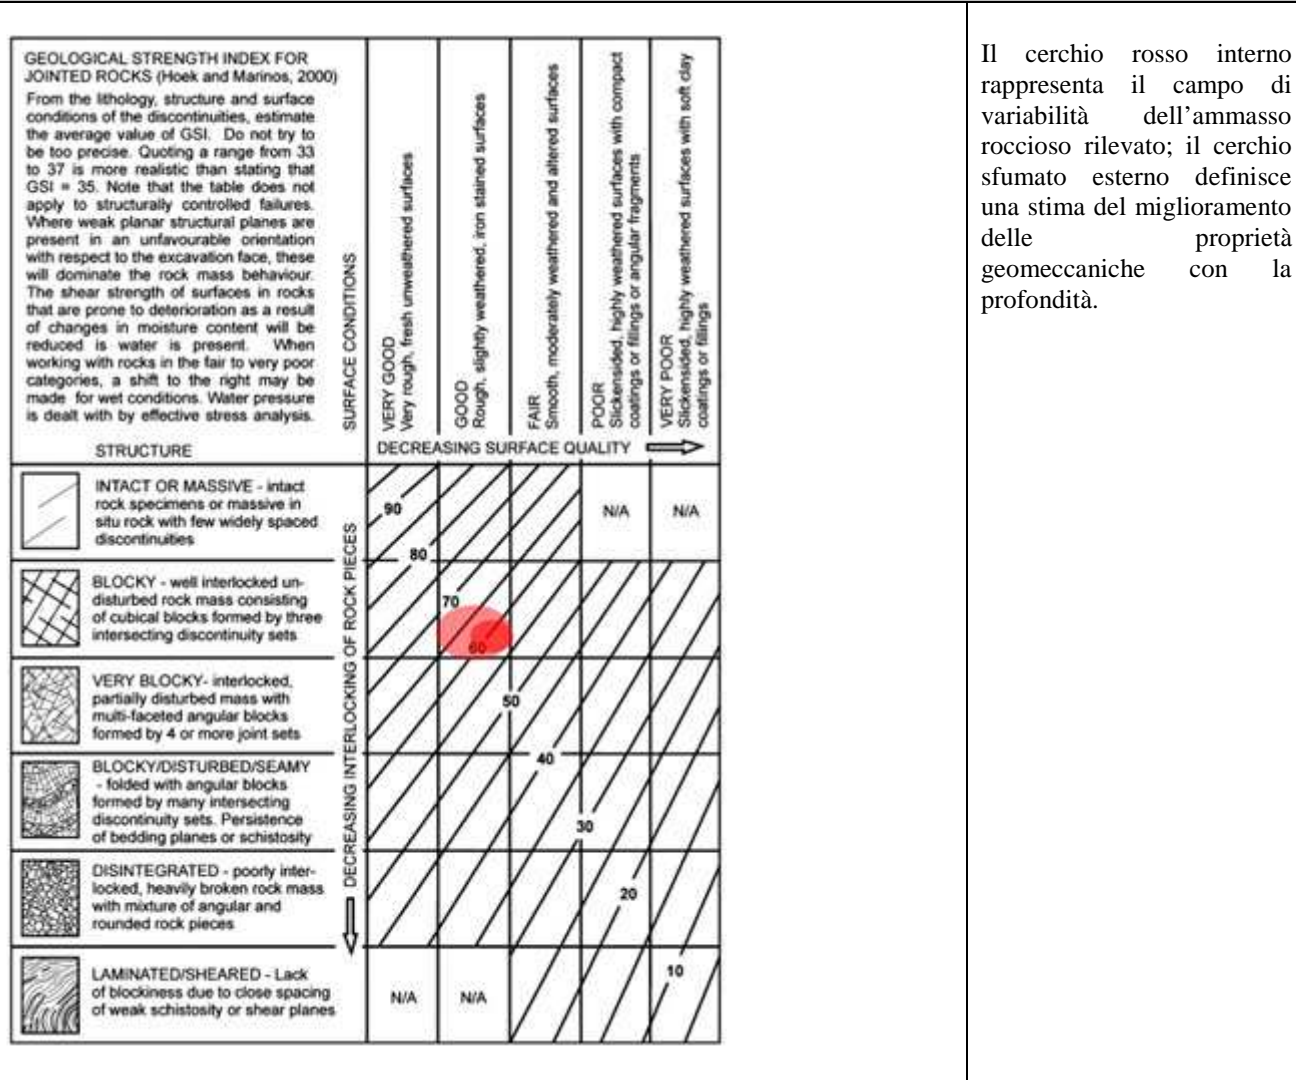 GEOLOGICAL STRENGTH INDEX FOR
JOINTED ROCKS (Hoek and Marinos, 2000)
From the lithology, structure and surface
conditions of the discontinuities, estimate
the average value of GSI. Do not try to
be too precise. Quoting a range from 33
to 37 is more realistic than stating that
GSI = 35. Note that the table does not
apply to structurally controlled failures.
Where weak planar structural planes are
present in an unfavourable orientation
with respect to the excavation face, these
will dominate the rock mass behaviour.
The shear strength of surfaces in rocks
that are prone to deterioration as a result
of changes in moisture content will be
reduced is water is present. When
working with rocks in the fair to very poor
categories, a shift to the right may be
made for wet conditions. Water pressure
is dealt with by effective stress analysis.
STRUCTURE
SURFACE CONDITIONS
VERY GOOD
Very rough, fresh unweathered surfaces
GOOD
Rough, slightly weathered, iron stained surfaces
FAIR
Smooth, moderately weathered and altered surfaces
POOR
Slickensided, highly weathered surfaces with compact
coatings or fillings or angular fragments
VERY POOR
Slickensided, highly weathered surfaces with soft clay
coatings or fillings
DECREASING SURFACE QUALITY
INTACT OR MASSIVE - intact
rock specimens or massive in
situ rock with few widely spaced
discontinuities
BLOCKY - well interlocked un-
disturbed rock mass consisting
of cubical blocks formed by three
intersecting discontinuity sets
VERY BLOCKY- interlocked,
partially disturbed mass with
multi-faceted angular blocks
formed by 4 or more joint sets
BLOCKY/DISTURBED/SEAMY
- folded with angular blocks
formed by many intersecting
discontinuity sets. Persistence
of bedding planes or schistosity
DISINTEGRATED - poorly inter-
locked, heavily broken rock mass
with mixture of angular and
rounded rock pieces
LAMINATED/SHEARED - Lack
of blockiness due to close spacing
of weak schistosity or shear planes
DECREASING INTERLOCKING OF ROCK PIECES
90
N/A
N/A
80
70
60
50
40
30
20
10
N/A
N/A
Il cerchio rosso interno
rappresenta il campo di
variabilità dell’ammasso
roccioso rilevato; il cerchio
sfumato esterno definisce
una stima del miglioramento
delle proprietà
geomeccaniche con la
profondità.